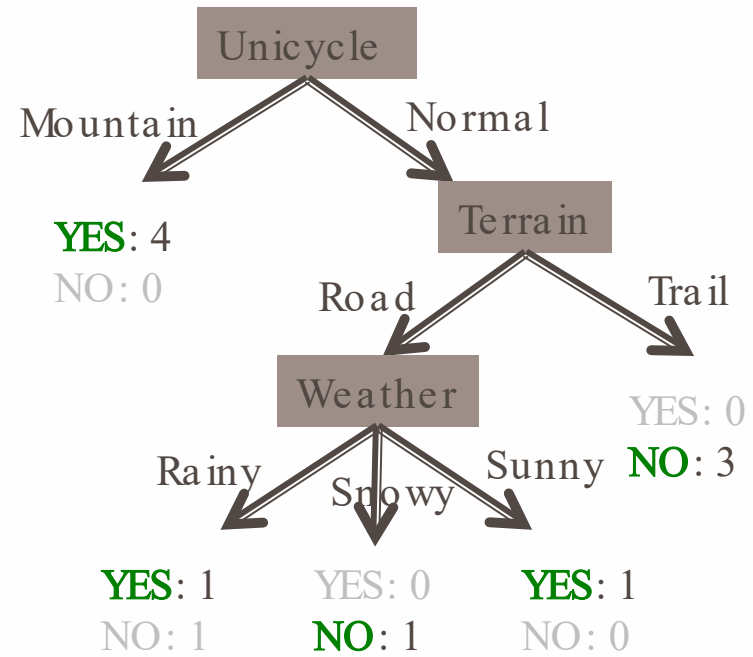 Unicycle
Mountain
Normal
YES: 4
NO: 0
Terrain
Road
Trail
Weather
YES: 0
NO: 3
Rainy
Snowy
Sunny
YES: 1
NO: 1
YES: 0
NO: 1
YES: 1
NO: 0